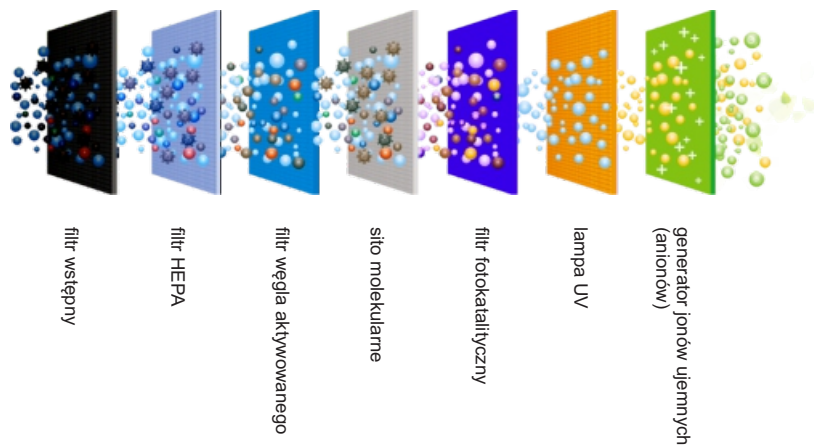 filtr wstępny
filtr HEPA
filtr węgla aktywowanego
sito molekularne
filtr fotokatalityczny
lampa UV
generator jonów ujemnych
(anionów)